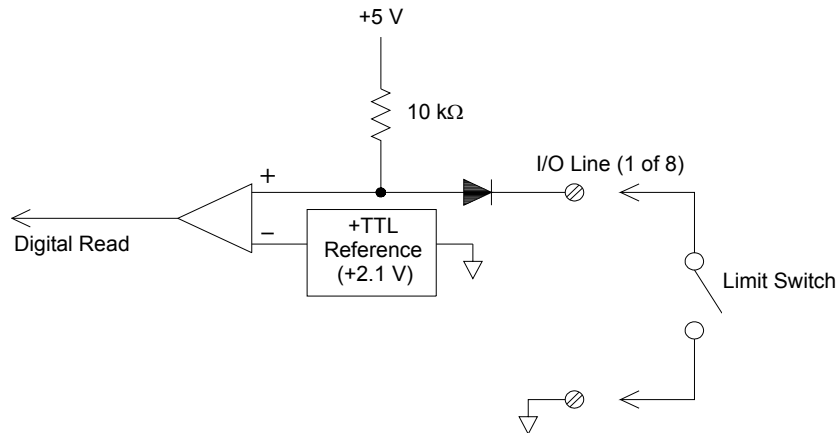 +5 V
10 kΩ
I/O Line (1 of 8)
+
−
+TTL
Reference
(+2.1 V)
Digital Read
Limit Switch